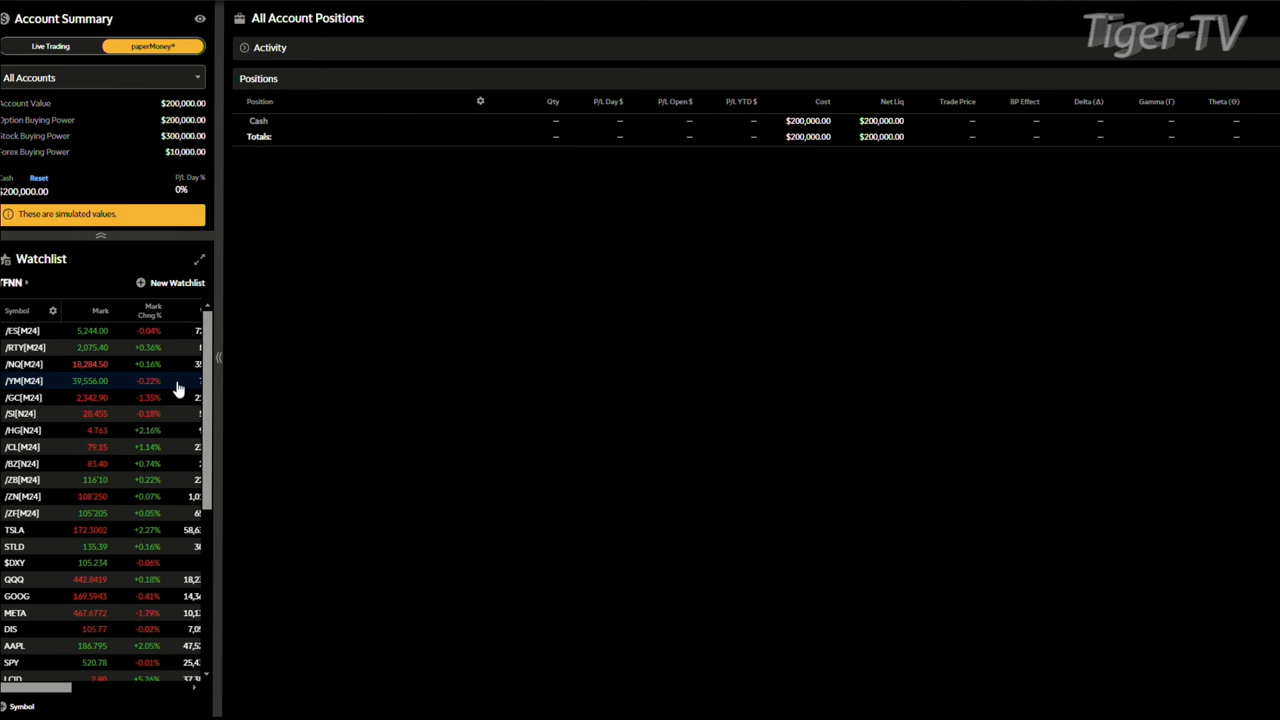 Account Summary
Live Trading
paperMoney®
All Accounts
Account Value $200,000.00
Option Buying Power $200,000.00
Stock Buying Power $300,000.00
Forex Buying Power $10,000.00
Cash Reset P/L Day %
$200,000.00 0%
These are simulated values.
Watchlist
TFNN New Watchlist
Symbol Mark Mark Chng %
/ES[M24] 5,244.00 -0.04%
/RTY[M24] 2,075.40 +0.36%
/NQ[M24] 18,284.50 +0.16%
/YM[M24] 39,556.00 -0.22%
/GC[M24] 2,342.90 -1.35%
/SI[N24] 28.455 -0.18%
/HG[N24] 4.763 +2.16%
/CL[M24] 79.15 +1.14%
/BZ[N24] 83.40 +0.74%
/ZB[M24] 116'10 +0.22%
/ZN[M24] 108'250 +0.07%
/ZF[M24] 105'205 +0.05%
TSLA 172.3002 +2.27%
STLD 135.39 +0.16%
$DXY 105.234 -0.06%
QQQ 442.8419 +0.18%
GOOG 169.5943 -0.41%
META 467.6772 -1.79%
DIS 105.77 -0.02%
AAPL 186.795 +2.05%
SPY 520.78 -0.01%
LCID 2.80 +5.26%
Symbol
All Account Positions
Activity
Positions
Position Qty P/L Day $ P/L Open $ P/L YTD $ Cost Net Liq Trade Price BP Effect Delta (Δ) Gamma (Γ) Theta (Θ)
Cash — — — — $200,000.00 $200,000.00 — — — — —
Totals: — — — — $200,000.00 $200,000.00 — — — — —
Tiger-TV